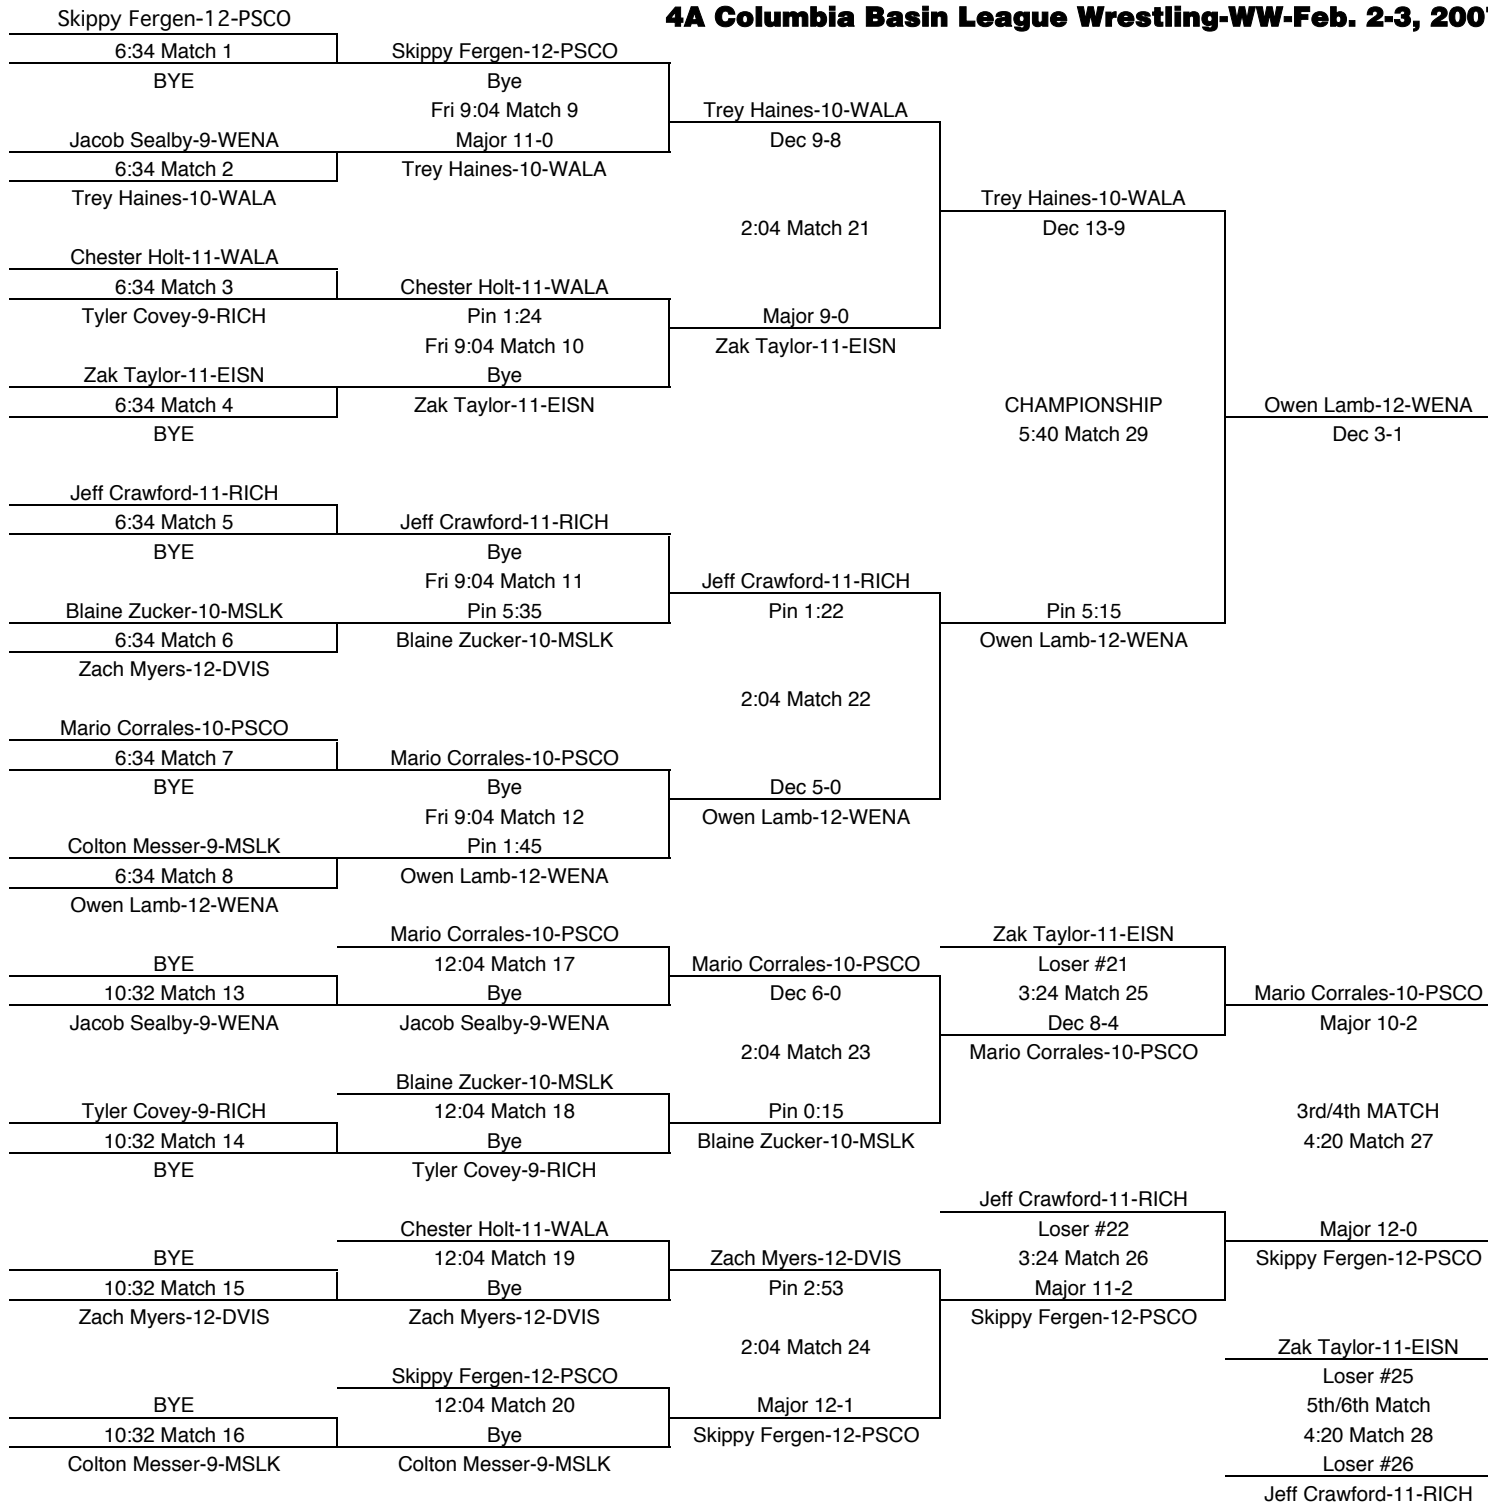 4A Columbia Basin League Wrestling-WW-Feb. 2-3, 200
Skippy Fergen-12-PSCO
6:34 Match 1
BYE
Jacob Sealby-9-WENA
6:34 Match 2
Trey Haines-10-WALA
Chester Holt-11-WALA
6:34 Match 3
Tyler Covey-9-RICH
Zak Taylor-11-EISN
6:34 Match 4
BYE
Jeff Crawford-11-RICH
6:34 Match 5
BYE
Blaine Zucker-10-MSLK
6:34 Match 6
Zach Myers-12-DVIS
Mario Corrales-10-PSCO
6:34 Match 7
BYE
Colton Messer-9-MSLK
6:34 Match 8
Owen Lamb-12-WENA
Skippy Fergen-12-PSCO
Bye
Fri 9:04 Match 9
Major 11-0
Trey Haines-10-WALA
Chester Holt-11-WALA
Pin 1:24
Fri 9:04 Match 10
Bye
Zak Taylor-11-EISN
Jeff Crawford-11-RICH
Bye
Fri 9:04 Match 11
Pin 5:35
Blaine Zucker-10-MSLK
Mario Corrales-10-PSCO
Bye
Fri 9:04 Match 12
Pin 1:45
Owen Lamb-12-WENA
Trey Haines-10-WALA
Dec 9-8
2:04 Match 21
Major 9-0
Zak Taylor-11-EISN
Jeff Crawford-11-RICH
Pin 1:22
2:04 Match 22
Dec 5-0
Owen Lamb-12-WENA
Trey Haines-10-WALA
Dec 13-9
CHAMPIONSHIP
5:40 Match 29
Pin 5:15
Owen Lamb-12-WENA
Owen Lamb-12-WENA
Dec 3-1
BYE
10:32 Match 13
Jacob Sealby-9-WENA
Tyler Covey-9-RICH
10:32 Match 14
BYE
BYE
10:32 Match 15
Zach Myers-12-DVIS
BYE
10:32 Match 16
Colton Messer-9-MSLK
Mario Corrales-10-PSCO
12:04 Match 17
Bye
Jacob Sealby-9-WENA
Blaine Zucker-10-MSLK
12:04 Match 18
Bye
Tyler Covey-9-RICH
Chester Holt-11-WALA
12:04 Match 19
Bye
Zach Myers-12-DVIS
Skippy Fergen-12-PSCO
12:04 Match 20
Bye
Colton Messer-9-MSLK
Mario Corrales-10-PSCO
Dec 6-0
2:04 Match 23
Pin 0:15
Blaine Zucker-10-MSLK
Zach Myers-12-DVIS
Pin 2:53
2:04 Match 24
Major 12-1
Skippy Fergen-12-PSCO
Zak Taylor-11-EISN
Loser #21
3:24 Match 25
Dec 8-4
Mario Corrales-10-PSCO
Jeff Crawford-11-RICH
Loser #22
3:24 Match 26
Major 11-2
Skippy Fergen-12-PSCO
Mario Corrales-10-PSCO
Major 10-2
3rd/4th MATCH
4:20 Match 27
Major 12-0
Skippy Fergen-12-PSCO
Zak Taylor-11-EISN
Loser #25
5th/6th Match
4:20 Match 28
Loser #26
Jeff Crawford-11-RICH